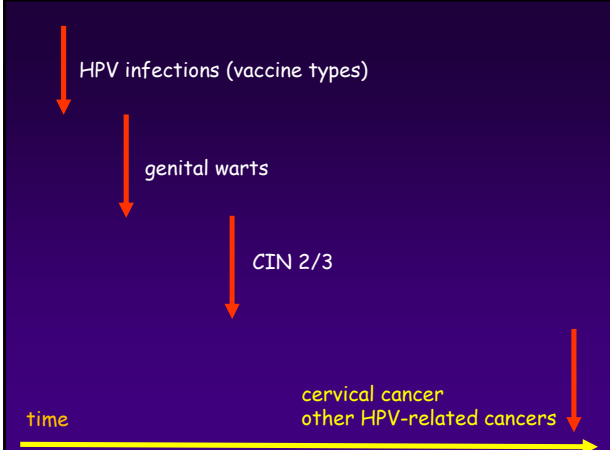 HPV infections (vaccine types)
genital warts
CIN 2/3
cervical cancer
other HPV-related cancers
time